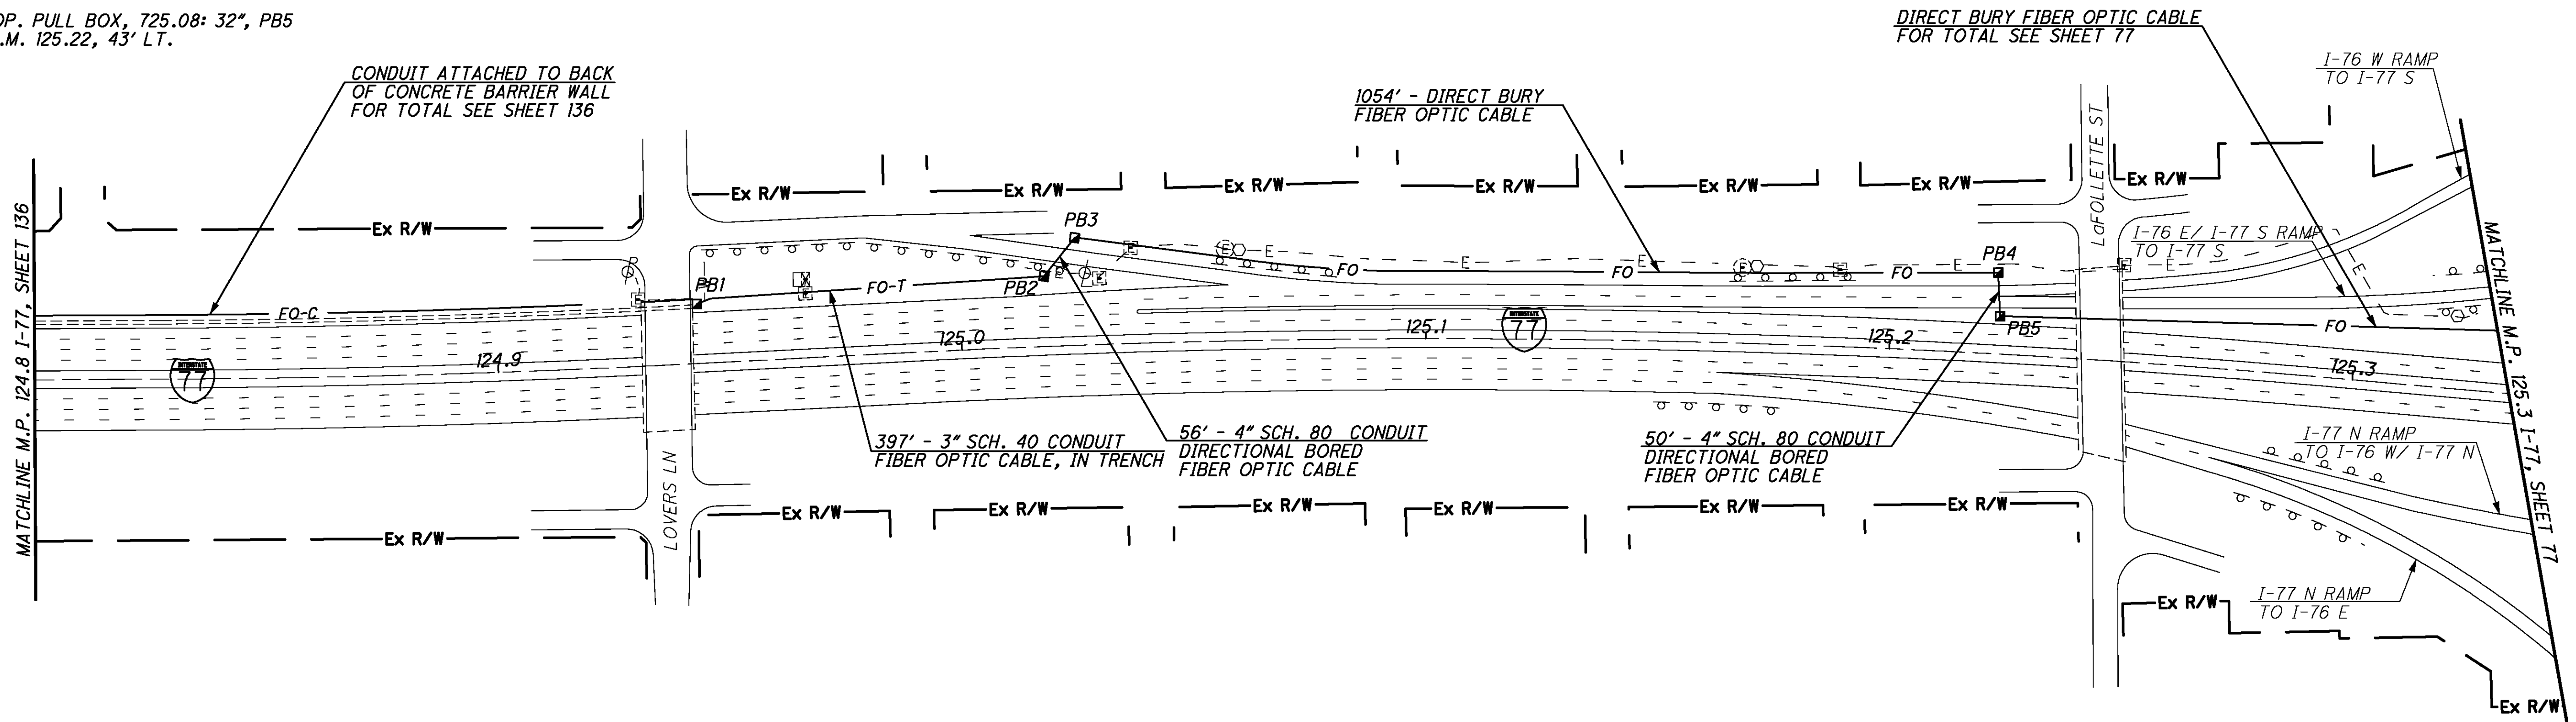 OP. PULL BOX, 725.08: 32", PB5
.M. 125.22, 43' LT.
CONDUIT ATTACHED TO BACK
OF CONCRETE BARRIER WALL
FOR TOTAL SEE SHEET 136
1054' - DIRECT BURY
FIBER OPTIC CABLE
DIRECT BURY FIBER OPTIC CABLE
FOR TOTAL SEE SHEET 77
I-76 W RAMP
TO I-77 S
LaFOLLETTE ST
Ex R/W
Ex R/W
Ex R/W
Ex R/W
Ex R/W
Ex R/W
Ex R/W
Ex R/W
MATCHLINE M.P. 124.8 I-77, SHEET 136
PB3
I-76 E/ I-77 S RAMP
TO I-77 S
PB1
PB2
PB4
PB5
FO-C
FO-T
FO
FO
FO
FO
E
E
E
E
E
E
E
E
INTERSTATE
77
124.9
125.0
125.1
INTERSTATE
77
125.2
125.3
MATCHLINE M.P. 125.3 I-77, SHEET 77
397' - 3" SCH. 40 CONDUIT
FIBER OPTIC CABLE, IN TRENCH
56' - 4" SCH. 80 CONDUIT
DIRECTIONAL BORED
FIBER OPTIC CABLE
50' - 4" SCH. 80 CONDUIT
DIRECTIONAL BORED
FIBER OPTIC CABLE
I-77 N RAMP
TO I-76 W/ I-77 N
LOVERS LN
Ex R/W
Ex R/W
Ex R/W
Ex R/W
Ex R/W
Ex R/W
Ex R/W
I-77 N RAMP
TO I-76 E
Ex R/W
Ex R/W